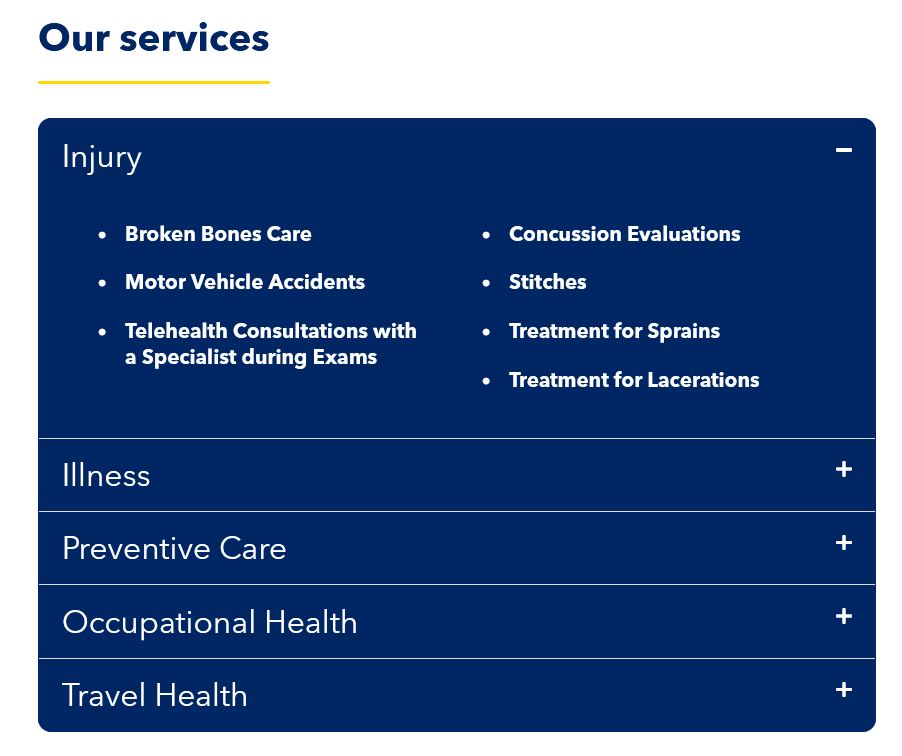 Our services
Injury
Broken Bones Care
Motor Vehicle Accidents
Telehealth Consultations with
a Specialist during Exams
Concussion Evaluations
Stitches
Treatment for Sprains
Treatment for Lacerations
Illness
Preventive Care
Occupational Health
Travel Health